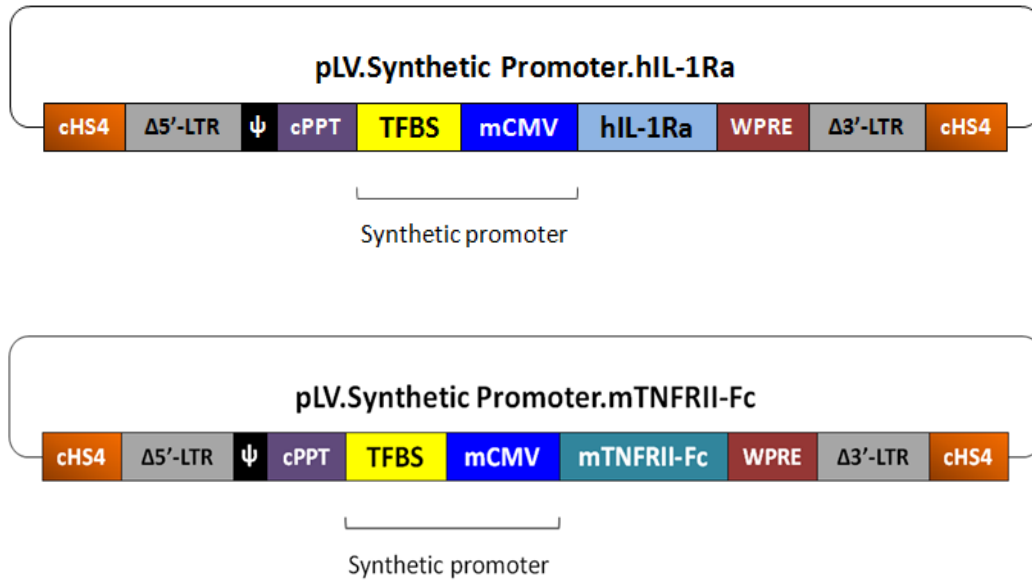 pLV.Synthetic Promoter.hIL-1Ra
cHS4 Δ5'-LTR ψ cPPT TFBS mCMV hIL-1Ra WPRE Δ3'-LTR cHS4
Synthetic promoter
pLV.Synthetic Promoter.mTNFRII-Fc
cHS4 Δ5'-LTR ψ cPPT TFBS mCMV mTNFRII-Fc WPRE Δ3'-LTR cHS4
Synthetic promoter